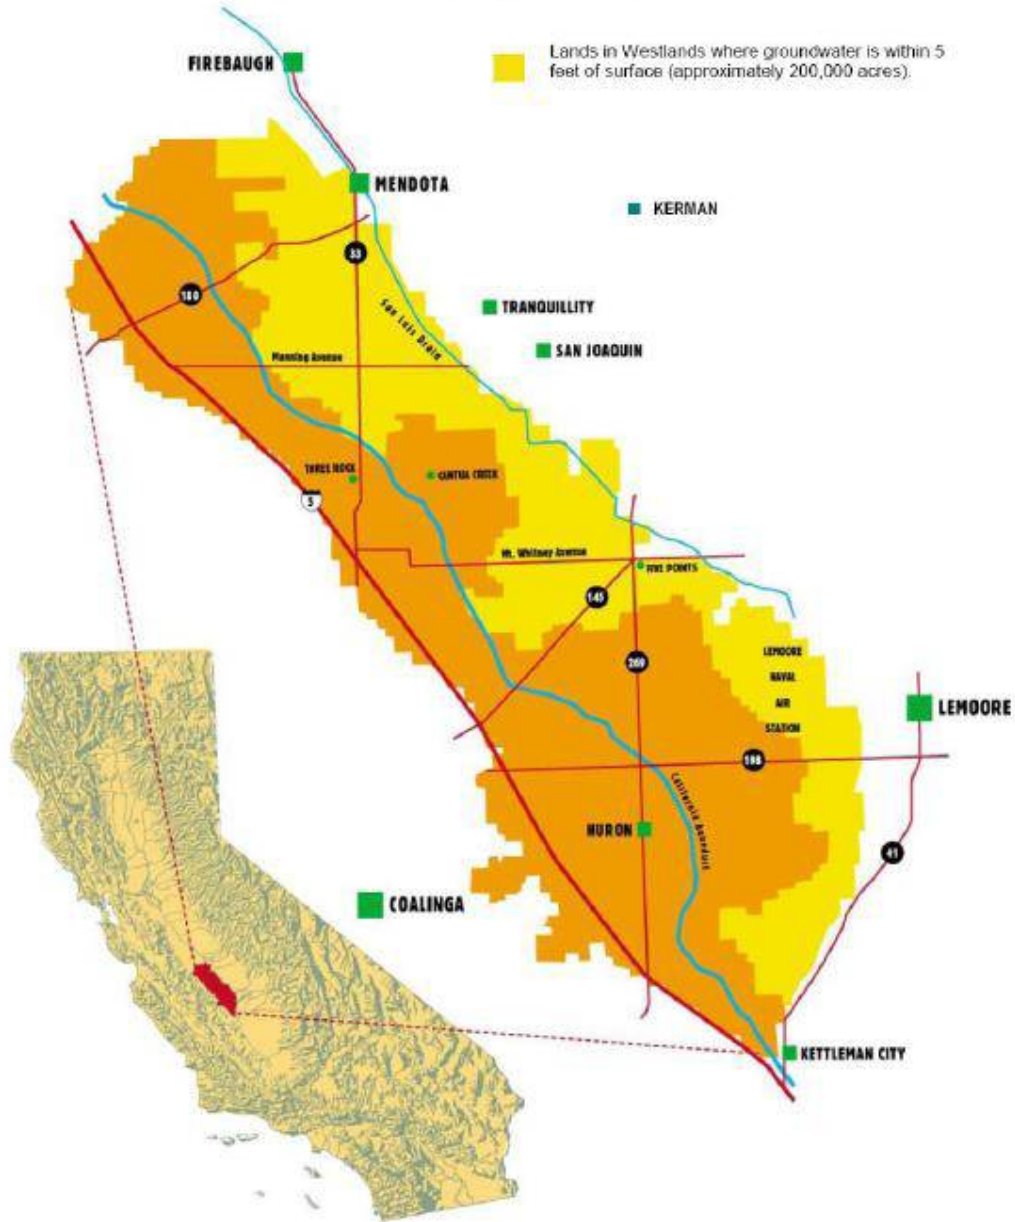 FIREBAUGH
Lands in Westlands where groundwater is within 5
feet of surface (approximately 200,000 acres).
MENDOTA
KERMAN
33
180
TRANQUILLITY
San Luis Drain
SAN JOAQUIN
Manning Avenue
THREE ROCK
CANTUA CREEK
5
Mt. Whitney Avenue
FIVE POINTS
145
LEMOORE
NAVAL
AIR
STATION
269
LEMOORE
198
California Aqueduct
HURON
41
COALINGA
KETTLEMAN CITY